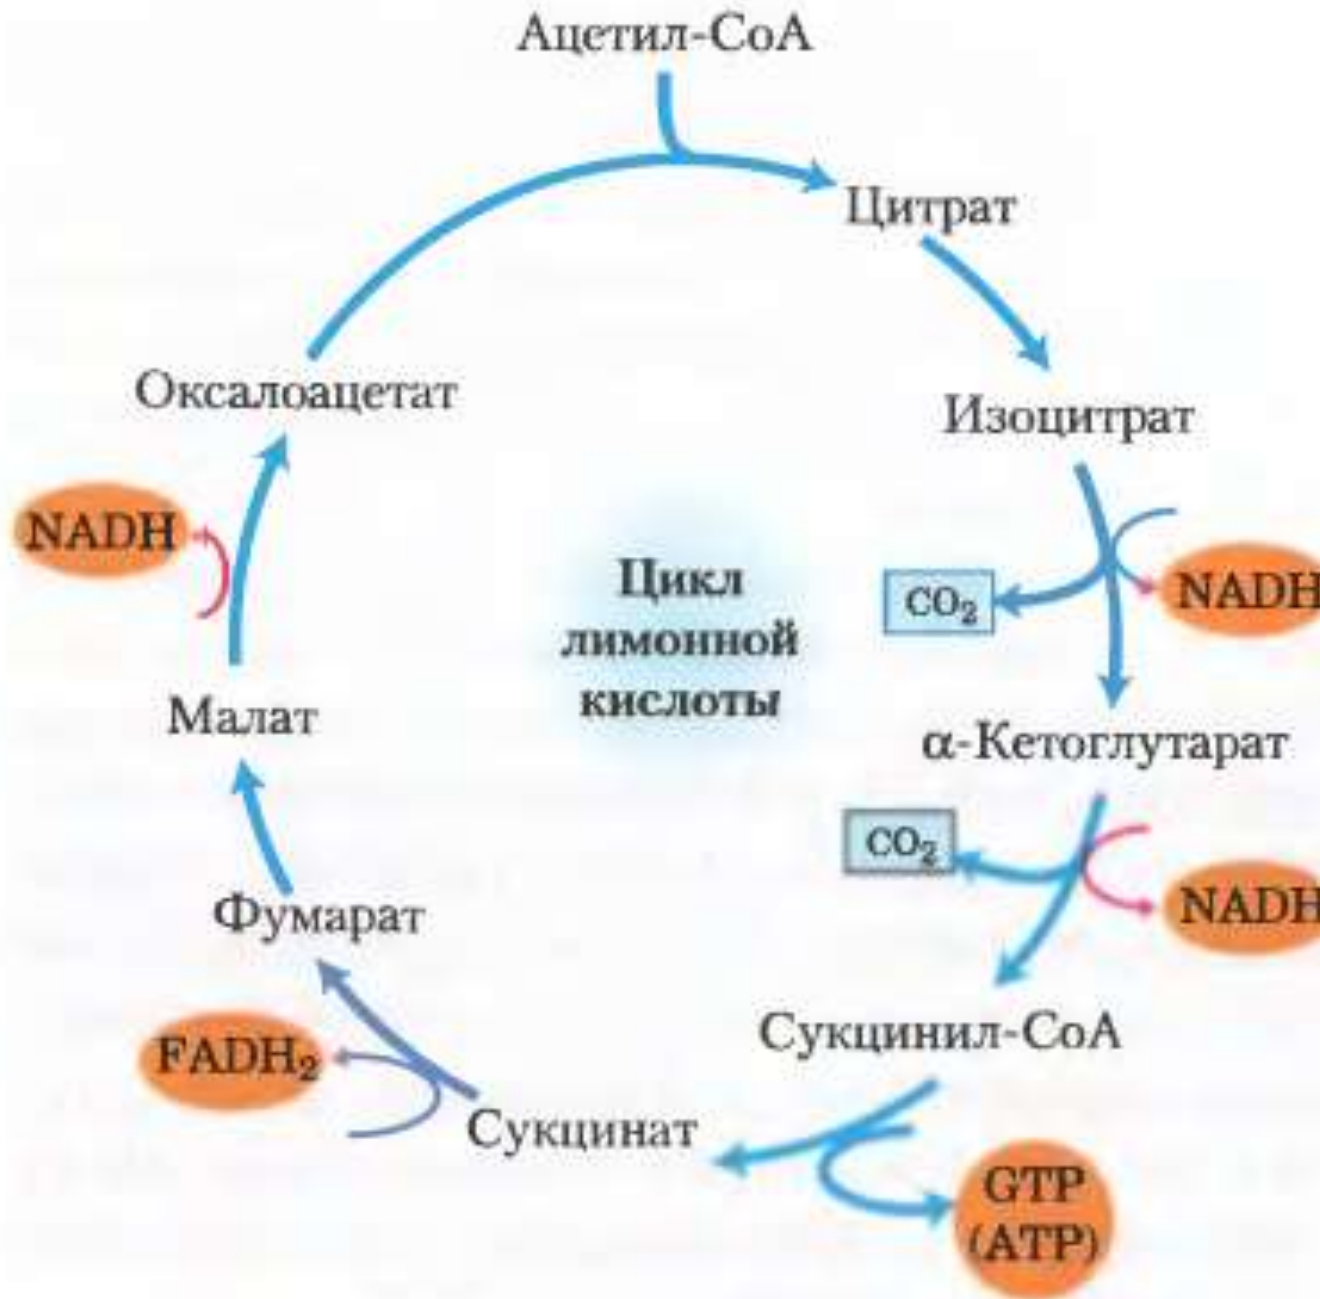 Ацетил-CoA
Цитрат
Оксалоацетат
Изоцитрат
NADH
Цикл
лимонной
кислоты
CO₂
NADH
Малат
α-Кетоглутарат
CO₂
NADH
Фумарат
Сукцинил-CoA
FADH₂
Сукцинат
GTP
(ATP)